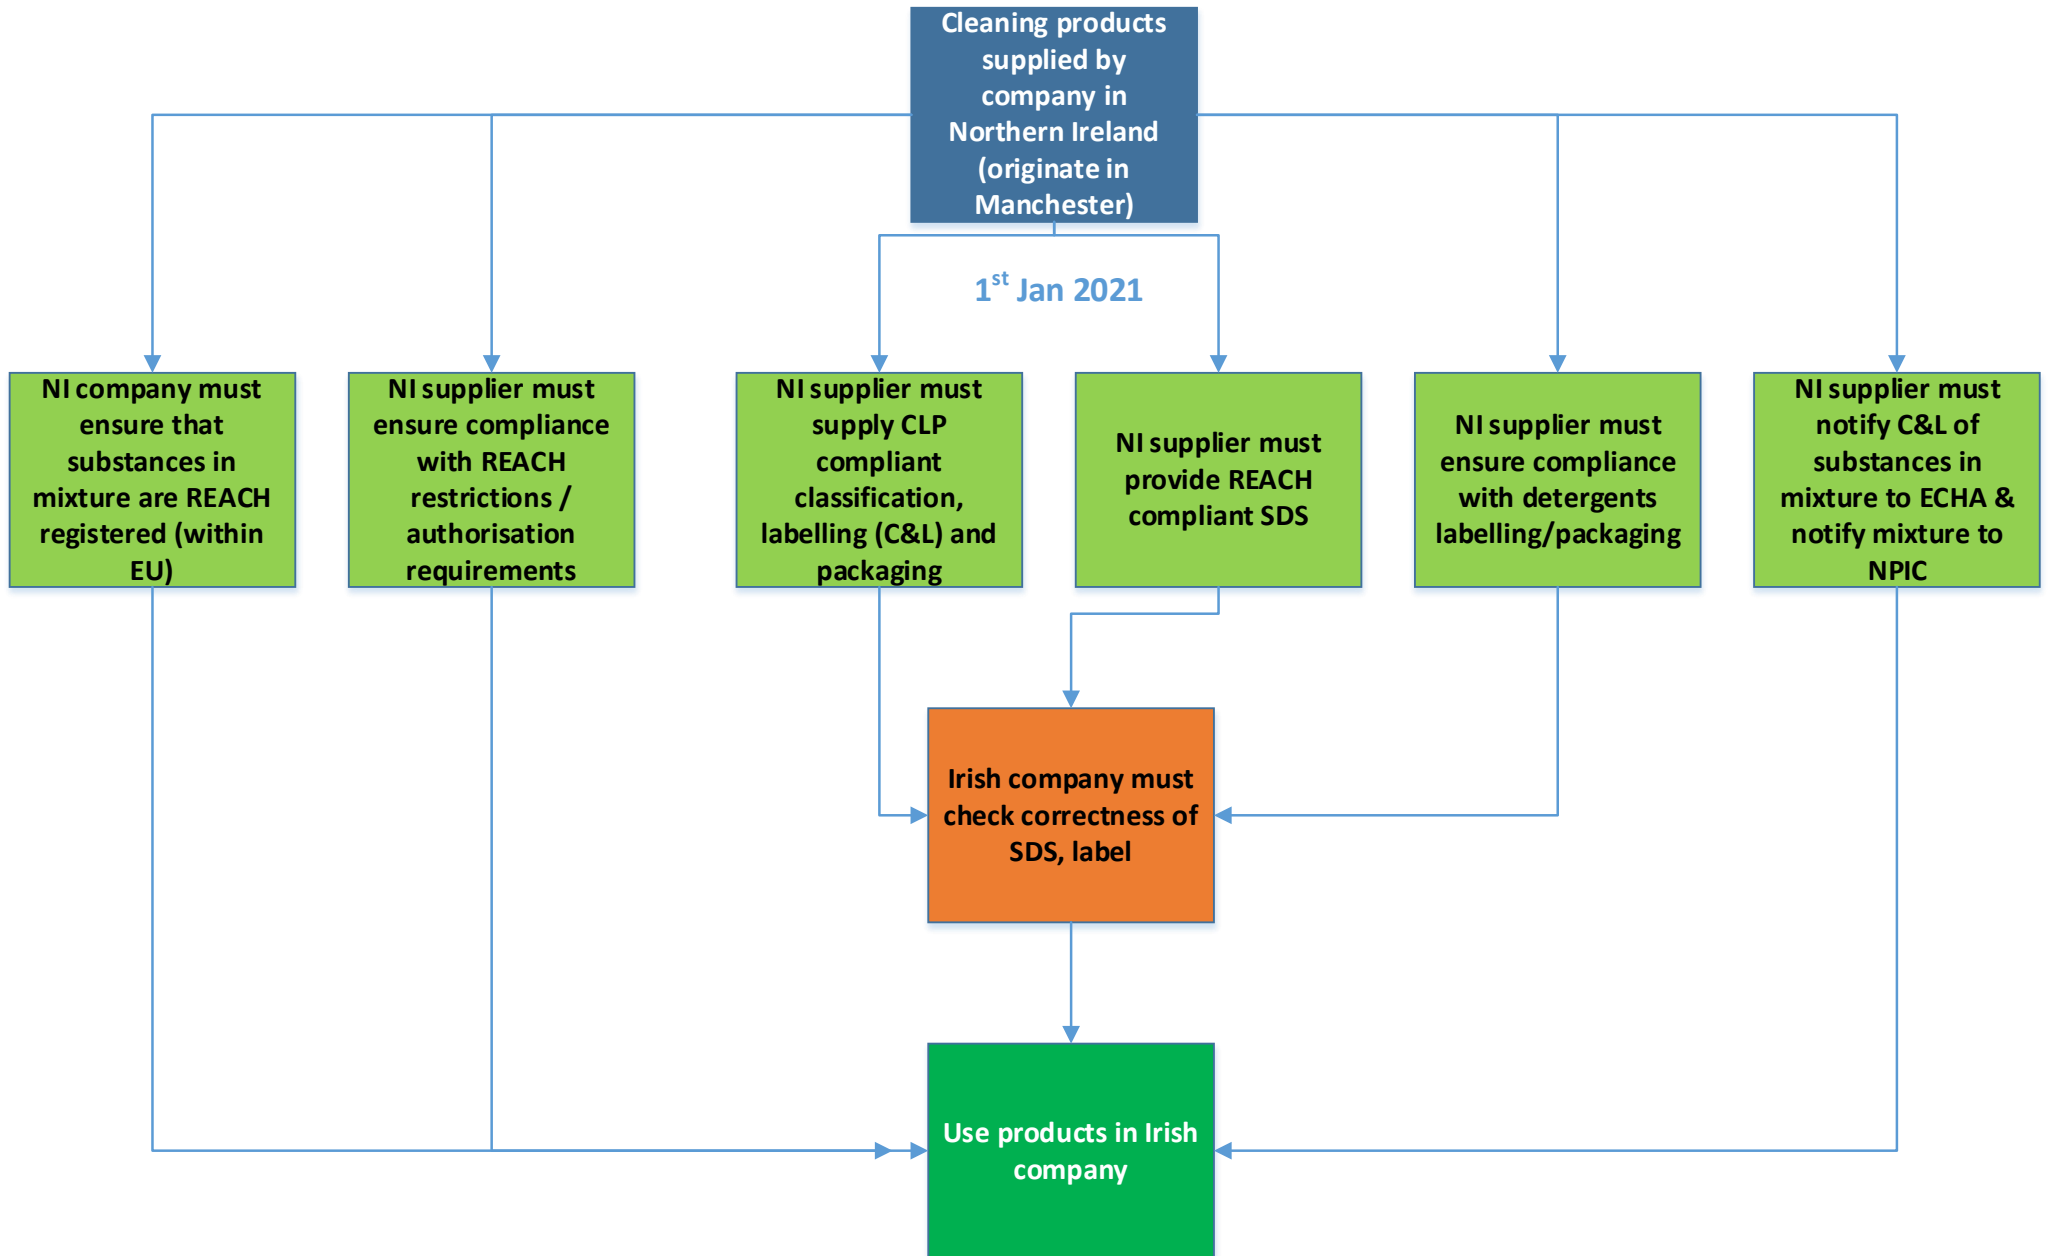 Cleaning products
supplied by
company in
Northern Ireland
(originate in
Manchester)
1st Jan 2021
NI company must
ensure that
substances in
mixture are REACH
registered (within
EU)
NI supplier must
ensure compliance
with REACH
restrictions /
authorisation
requirements
NI supplier must
supply CLP
compliant
classification,
labelling (C&L) and
packaging
NI supplier must
provide REACH
compliant SDS
NI supplier must
ensure compliance
with detergents
labelling/packaging
NI supplier must
notify C&L of
substances in
mixture to ECHA &
notify mixture to
NPIC
Irish company must
check correctness of
SDS, label
Use products in Irish
company